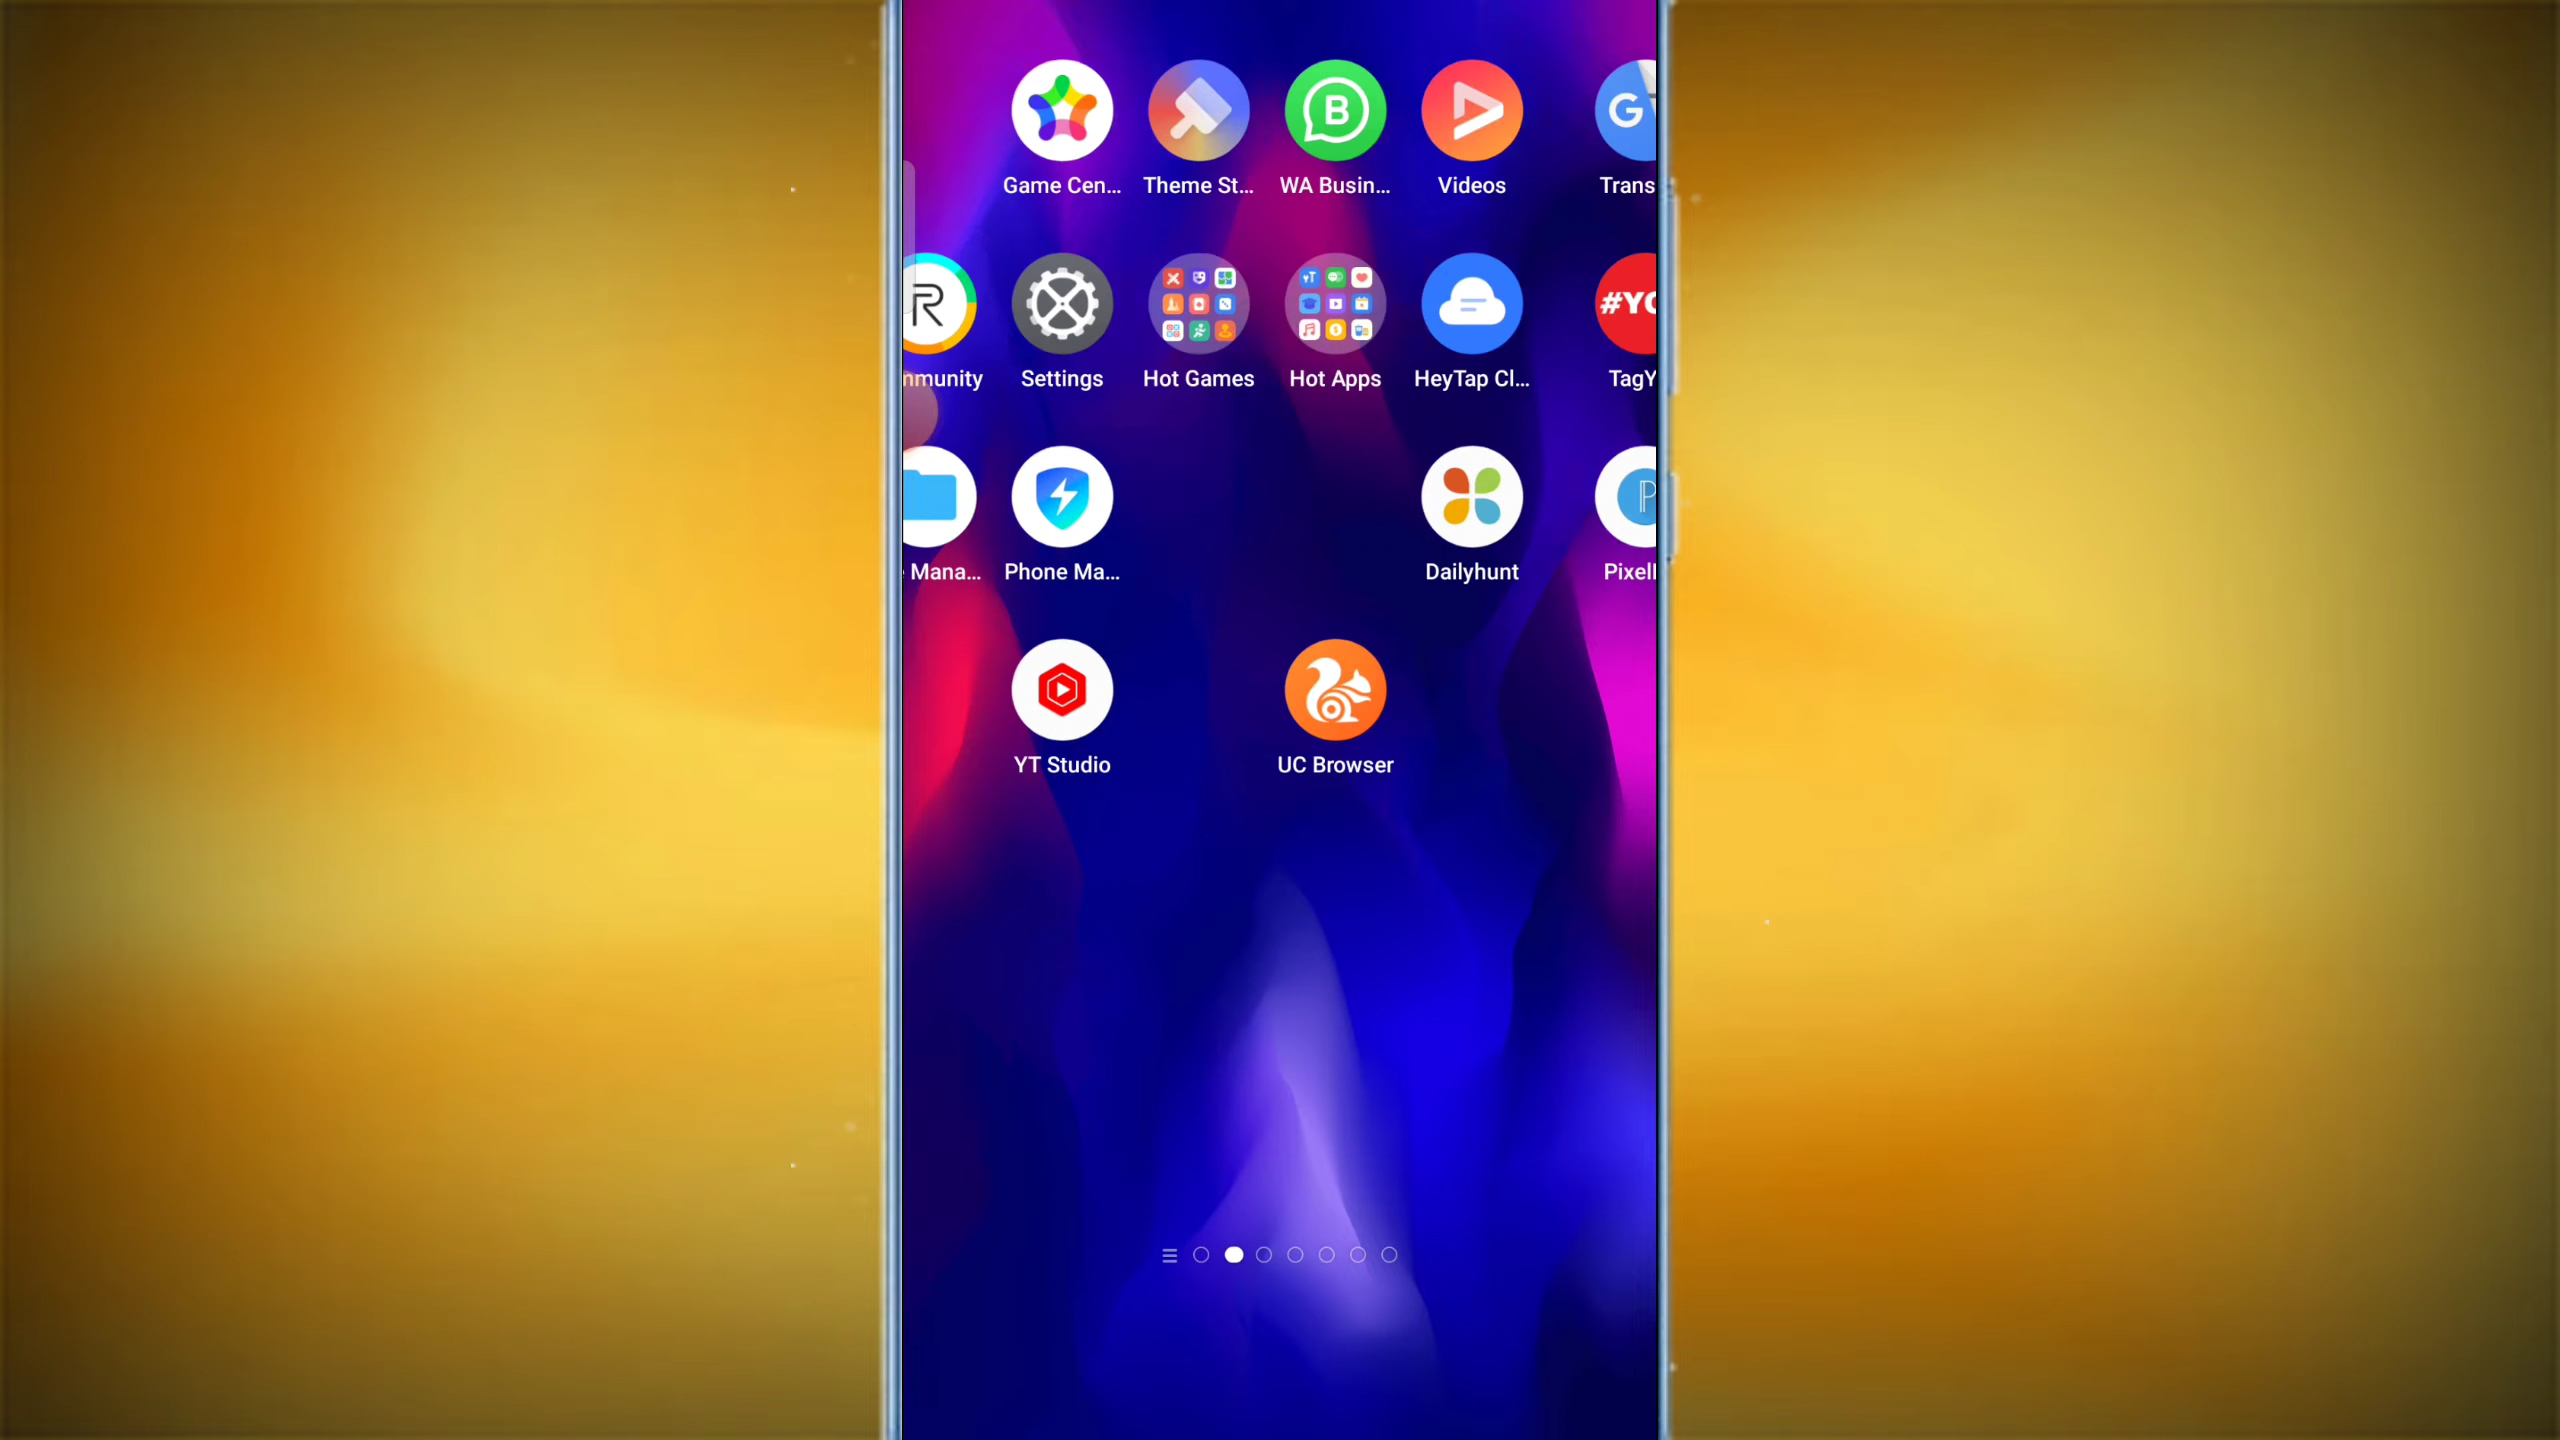 Game Cen... Theme St... WA Busin... Videos Trans
nmunity Settings Hot Games Hot Apps HeyTap Cl... TagY
Mana... Phone Ma... Dailyhunt Pixell
YT Studio UC Browser
B
G
R
#YO
P